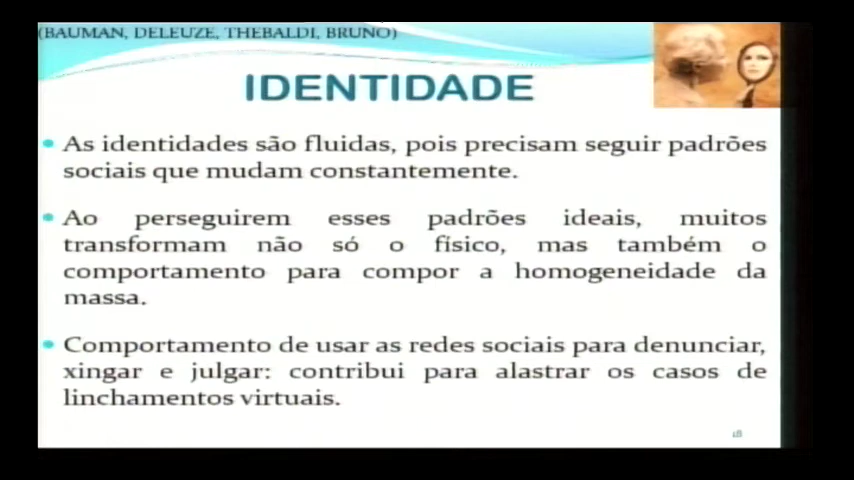 (BAUMAN, DELEUZE, THEBALDI, BRUNO)
IDENTIDADE
• As identidades são fluidas, pois precisam seguir padrões
sociais que mudam constantemente.
• Ao perseguirem esses padrões ideais, muitos
transformam não só o físico, mas também o
comportamento para compor a homogeneidade da
massa.
• Comportamento de usar as redes sociais para denunciar,
xingar e julgar: contribui para alastrar os casos de
linchamentos virtuais.